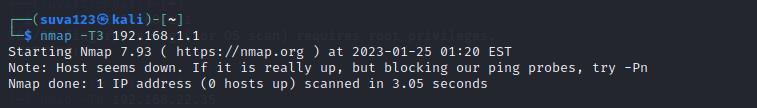 ┌──(suva123㉿kali)-[~]
└─$ nmap -T3 192.168.1.1
Starting Nmap 7.93 ( https://nmap.org ) at 2023-01-25 01:20 EST
Note: Host seems down. If it is really up, but blocking our ping probes, try -Pn
Nmap done: 1 IP address (0 hosts up) scanned in 3.05 seconds